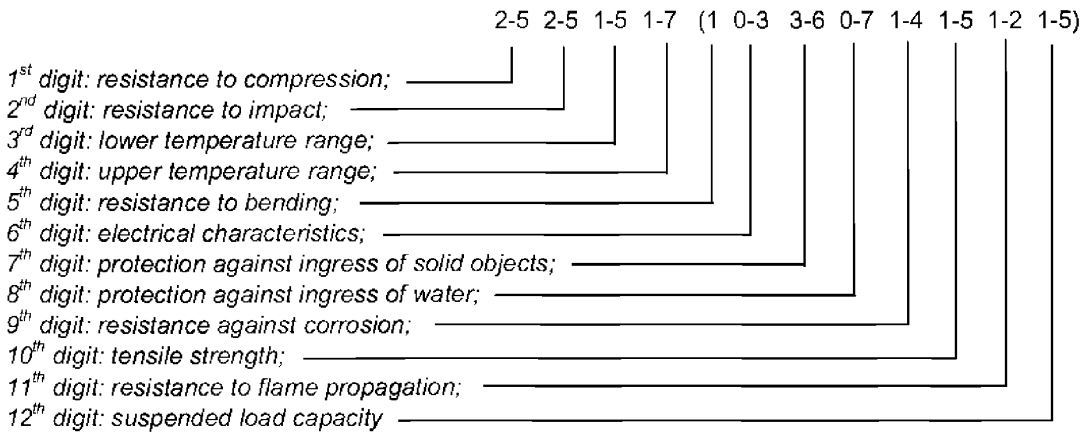 2-5 2-5 1-5 1-7 (1 0-3 3-6 0-7 1-4 1-5 1-2 1-5)
1st digit: resistance to compression;
2nd digit: resistance to impact;
3rd digit: lower temperature range;
4th digit: upper temperature range;
5th digit: resistance to bending;
6th digit: electrical characteristics;
7th digit: protection against ingress of solid objects;
8th digit: protection against ingress of water;
9th digit: resistance against corrosion;
10th digit: tensile strength;
11th digit: resistance to flame propagation;
12th digit: suspended load capacity